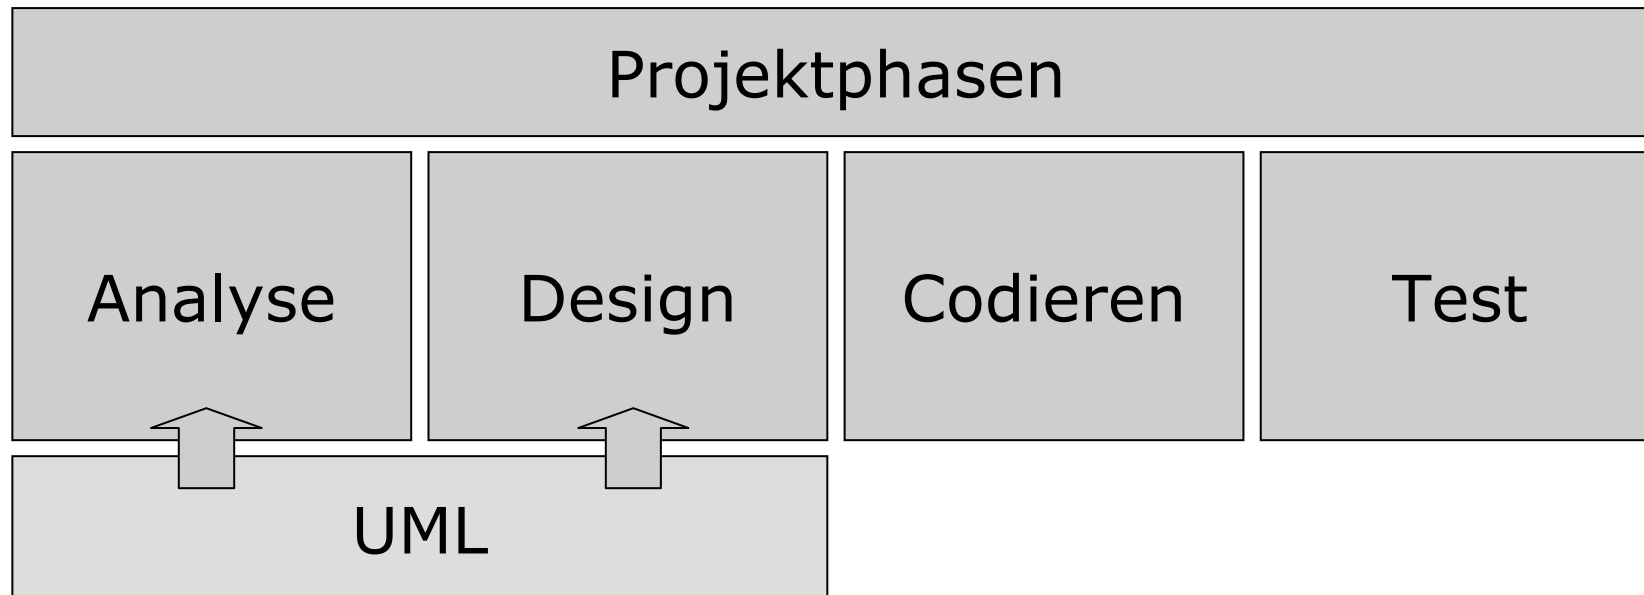 Projektphasen
Analyse
Design
Codieren
Test
UML